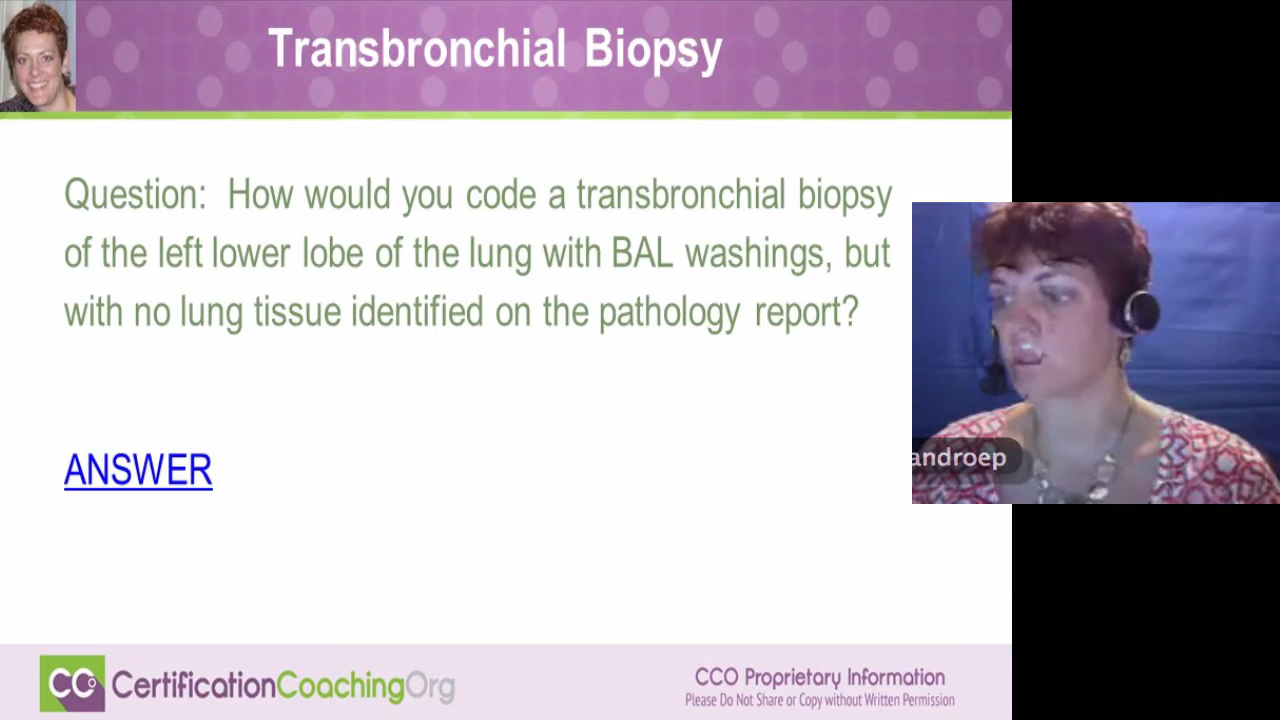 Transbronchial Biopsy
Question: How would you code a transbronchial biopsy
of the left lower lobe of the lung with BAL washings, but
with no lung tissue identified on the pathology report?
androep
ANSWER
CCO CertificationCoachingOrg
CCO Proprietary Information
Please Do Not Share or Copy without Written Permission